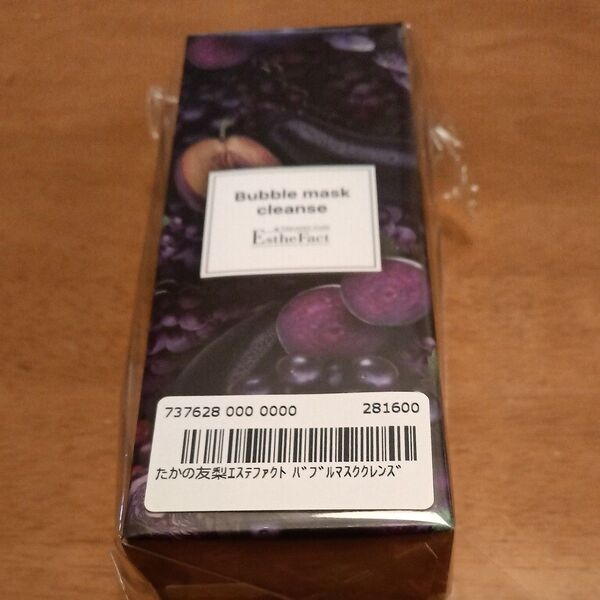 Bubble mask
cleanse
EstheFact
737628 000 0000 281600
たかの友梨ｴｽﾃﾌｧｸﾄ ﾊﾞﾌﾞﾙﾏｽｸｸﾚﾝｽﾞ